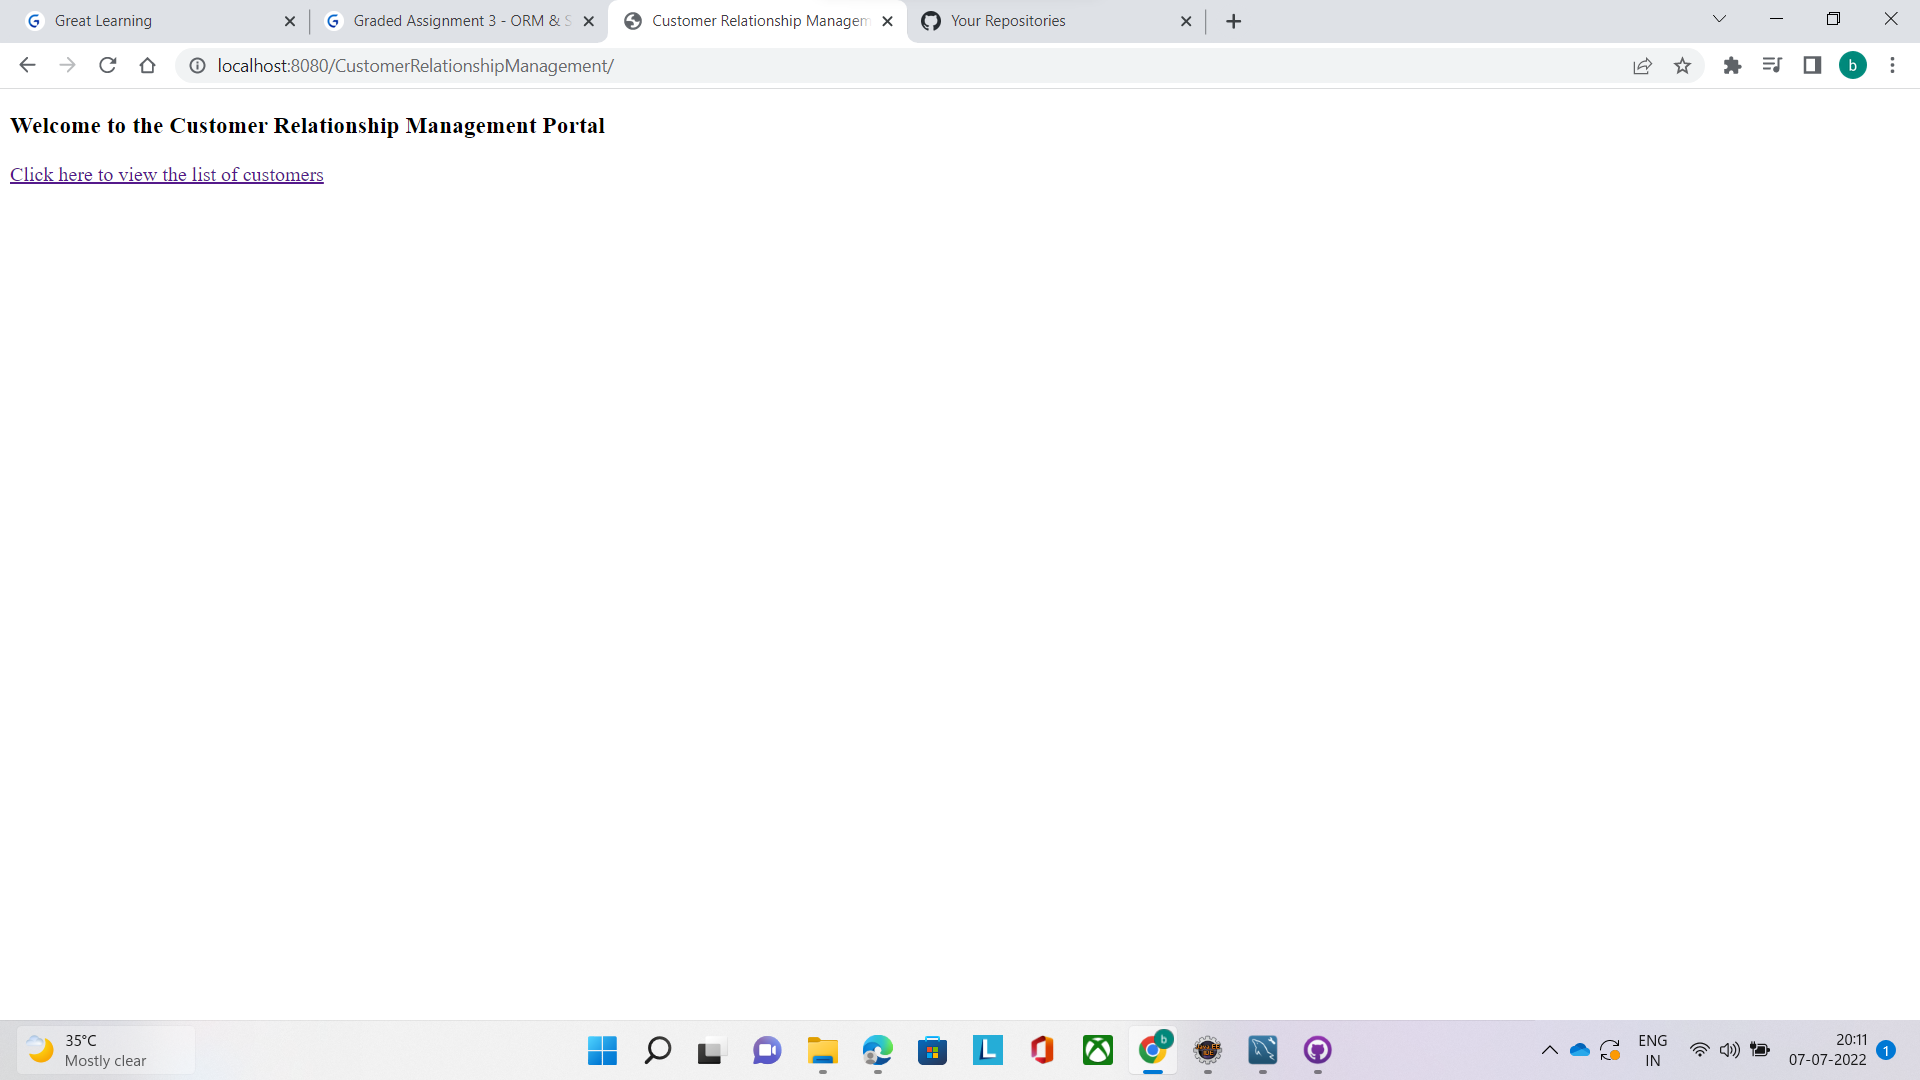 Great Learning
Graded Assignment 3 - ORM & S
Customer Relationship Managem
Your Repositories
localhost:8080/CustomerRelationshipManagement/
b
Welcome to the Customer Relationship Management Portal
Click here to view the list of customers
35°C
Mostly clear
L
b
ENG
IN
20:11
07-07-2022
1